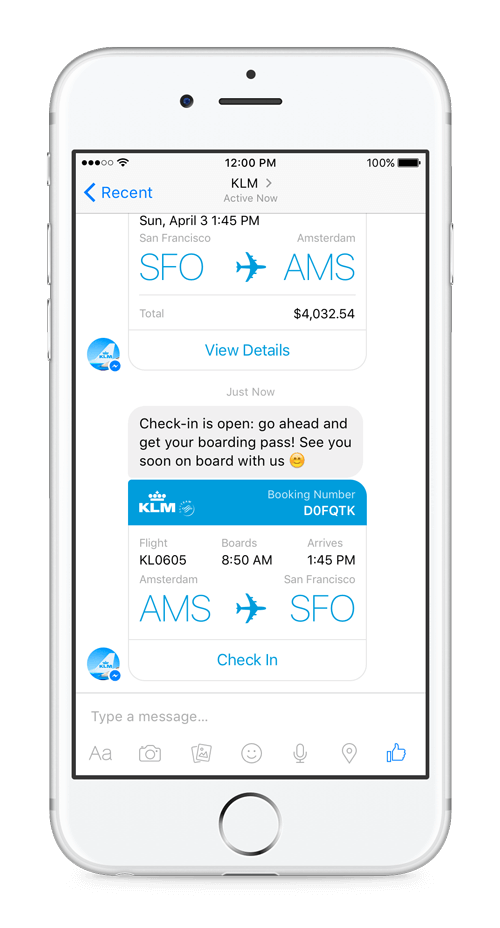 12:00 PM
100%
Recent
KLM
Active Now
Sun, April 3 1:45 PM
San Francisco Amsterdam
SFO AMS
Total $4,032.54
View Details
Just Now
Check-in is open: go ahead and
get your boarding pass! See you
soon on board with us 😊
KLM
Booking Number
D0FQTK
Flight Boards Arrives
KL0605 8:50 AM 1:45 PM
Amsterdam San Francisco
AMS SFO
Check In
Type a message...
Aa